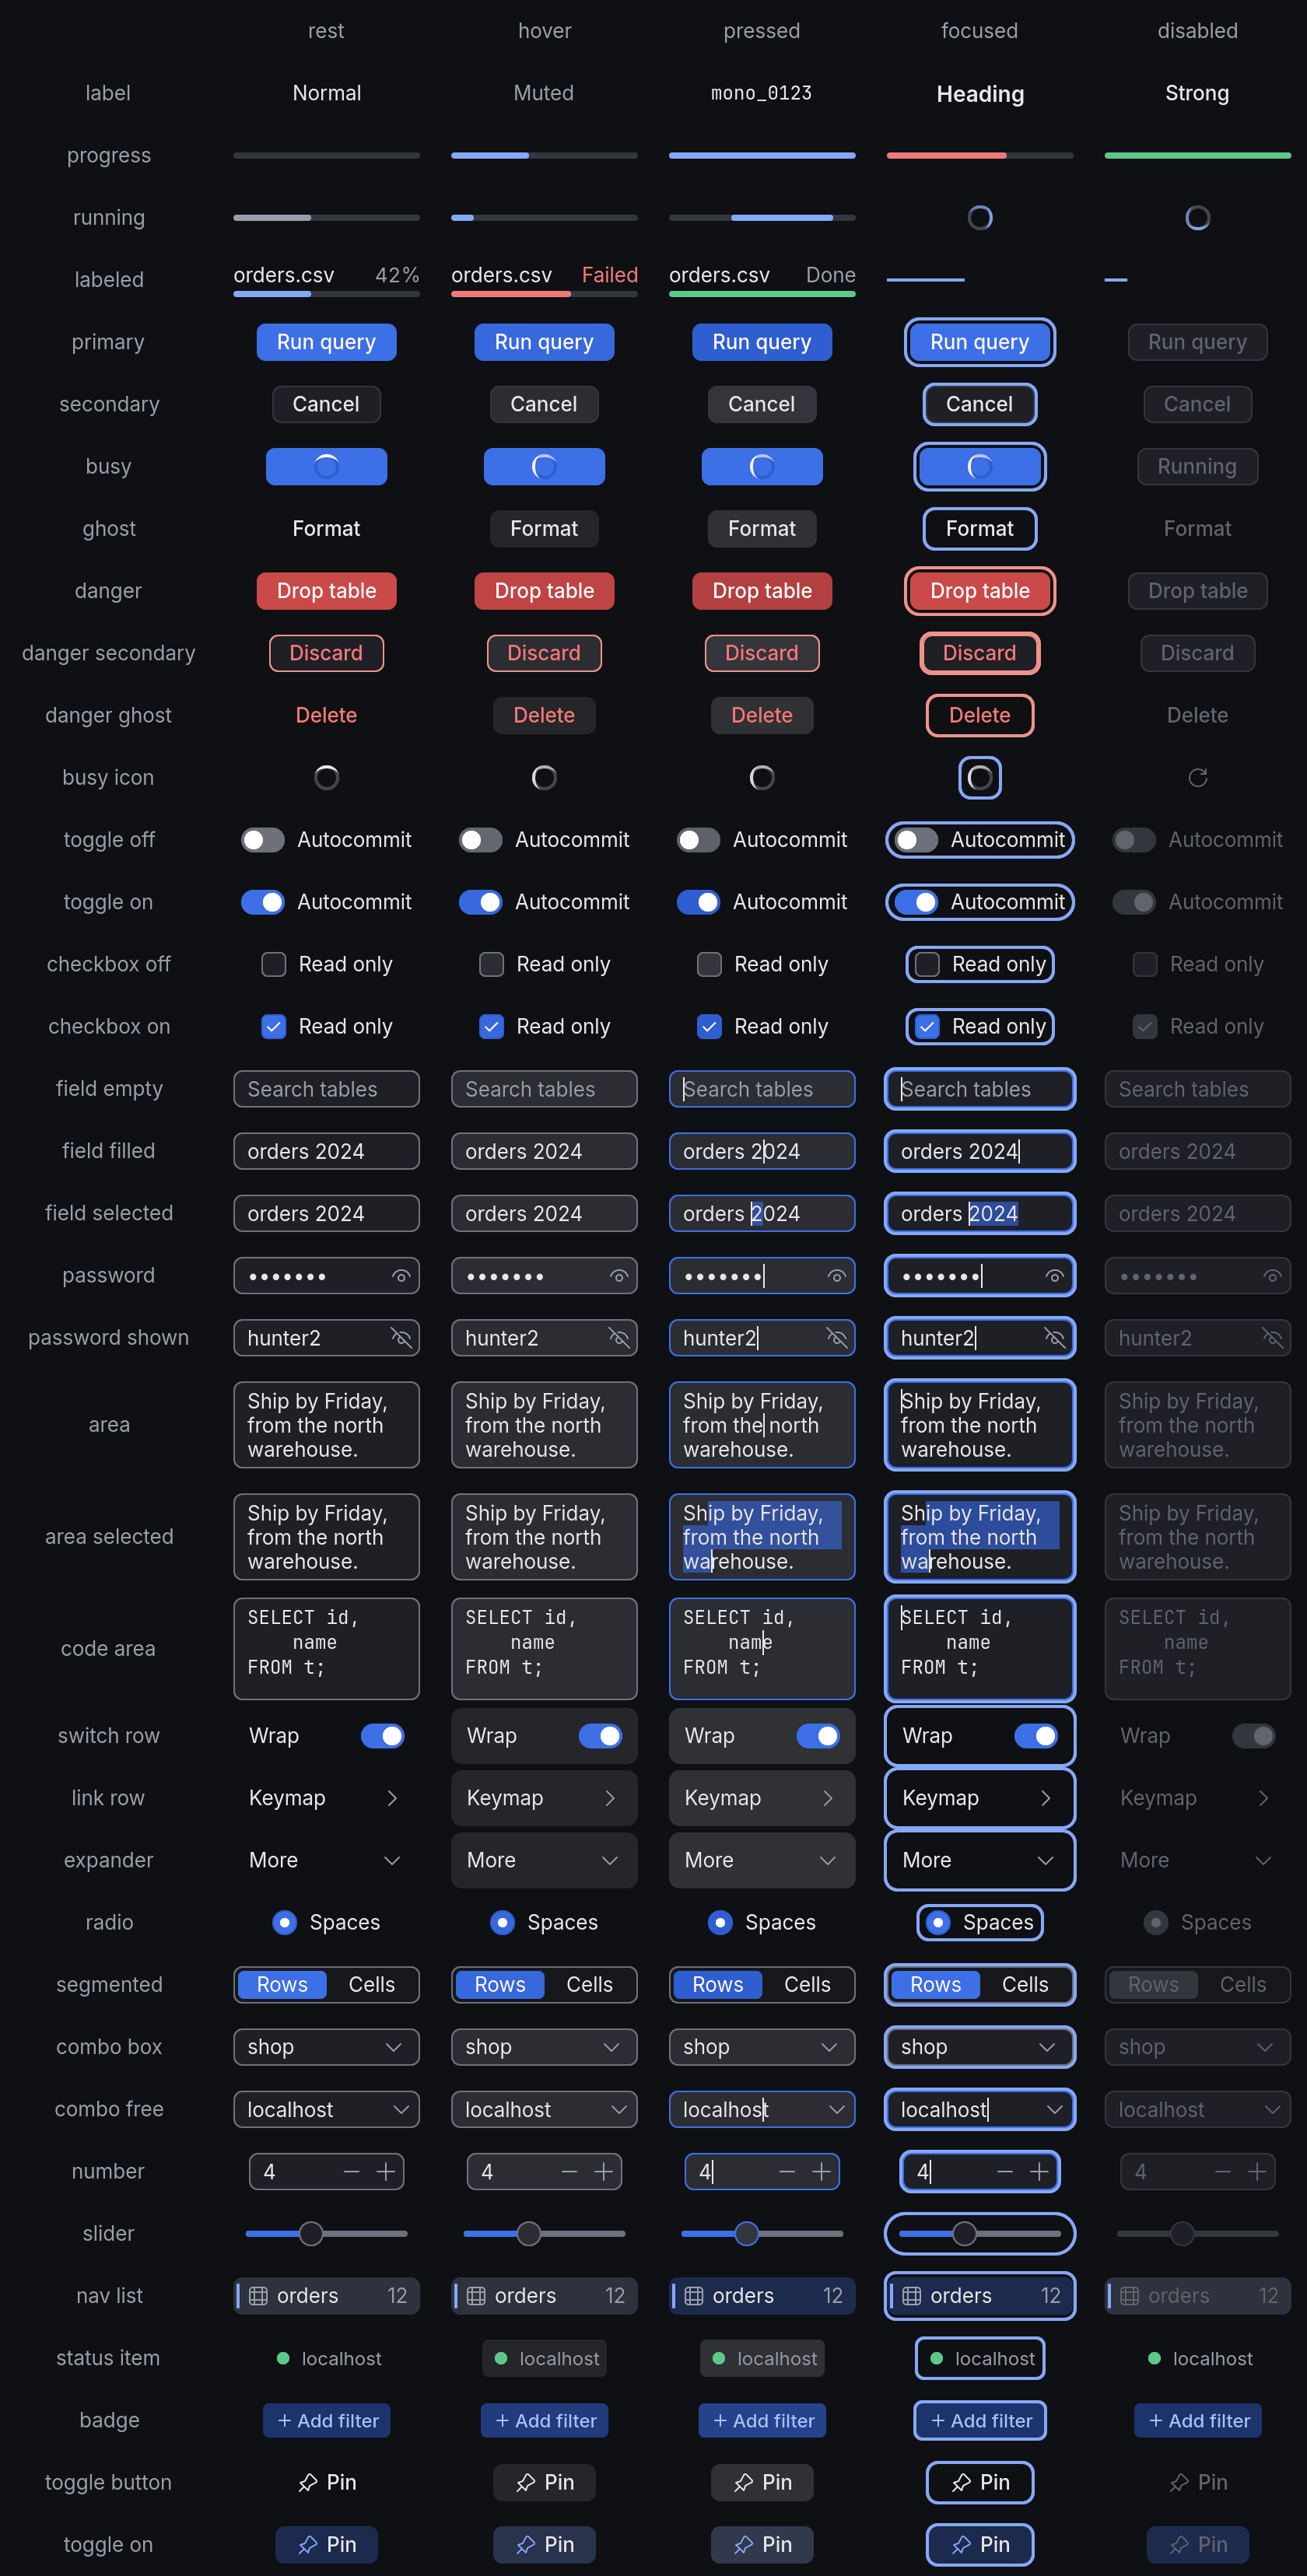 rest hover pressed focused disabled
label Normal Muted mono_0123 Heading Strong
progress
running
labeled orders.csv 42% orders.csv Failed orders.csv Done
primary Run query Run query Run query Run query Run query
secondary Cancel Cancel Cancel Cancel Cancel
busy Running
ghost Format Format Format Format Format
danger Drop table Drop table Drop table Drop table Drop table
danger secondary Discard Discard Discard Discard Discard
danger ghost Delete Delete Delete Delete Delete
busy icon
toggle off Autocommit Autocommit Autocommit Autocommit Autocommit
toggle on Autocommit Autocommit Autocommit Autocommit Autocommit
checkbox off Read only Read only Read only Read only Read only
checkbox on Read only Read only Read only Read only Read only
field empty Search tables Search tables Search tables Search tables Search tables
field filled orders 2024 orders 2024 orders 2024 orders 2024 orders 2024
field selected orders 2024 orders 2024 orders 2024 orders 2024 orders 2024
password ••••••• ••••••• ••••••• ••••••• •••••••
password shown hunter2 hunter2 hunter2 hunter2 hunter2
Ship by Friday, Ship by Friday, Ship by Friday, Ship by Friday, Ship by Friday,
area from the north from the north from the north from the north from the north
warehouse. warehouse. warehouse. warehouse. warehouse.
Ship by Friday, Ship by Friday, Ship by Friday, Ship by Friday, Ship by Friday,
area selected from the north from the north from the north from the north from the north
warehouse. warehouse. warehouse. warehouse. warehouse.
SELECT id, SELECT id, SELECT id, SELECT id, SELECT id,
code area name name name name name
FROM t; FROM t; FROM t; FROM t; FROM t;
switch row Wrap Wrap Wrap Wrap Wrap
link row Keymap Keymap Keymap Keymap Keymap
expander More More More More More
radio Spaces Spaces Spaces Spaces Spaces
segmented Rows Cells Rows Cells Rows Cells Rows Cells Rows Cells
combo box shop shop shop shop shop
combo free localhost localhost localhost localhost localhost
number 4 4 4 4 4
slider
nav list orders 12 orders 12 orders 12 orders 12 orders 12
status item localhost localhost localhost localhost localhost
badge + Add filter + Add filter + Add filter + Add filter + Add filter
toggle button Pin Pin Pin Pin Pin
toggle on Pin Pin Pin Pin Pin